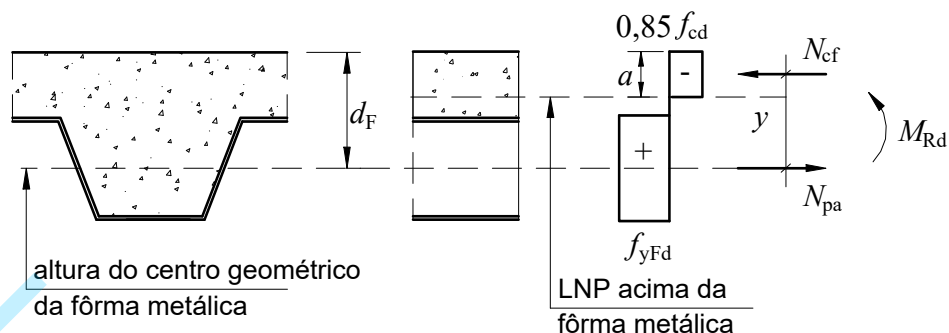 0,85 f_cd
N_cf
a
-
d_F
y
M_Rd
+
N_pa
f_yFd
altura do centro geométrico
da fôrma metálica
LNP acima da
fôrma metálica